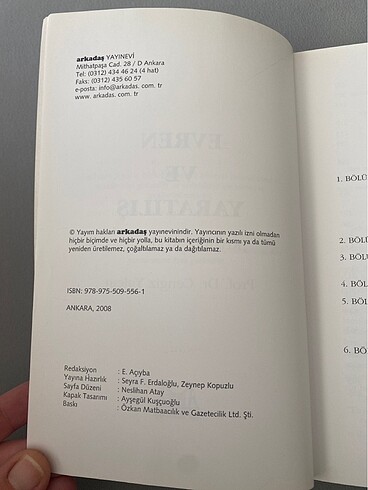 arkadaş YAYINEVİ
Mithatpaşa Cad. 28 / D Ankara
Tel: (0312) 434 46 24 (4 hat)
Faks: (0312) 435 60 57
e-posta: info@arkadas. com. tr
www. arkadas. com. tr
EVREN
VE
YARATILIŞ
© Yayım hakları arkadaş yayınevinindir. Yayıncının yazılı izni olmadan
hiçbir biçimde ve hiçbir yolla, bu kitabın içeriğinin bir kısmı ya da tümü
yeniden üretilemez, çoğaltılamaz ya da dağıtılamaz.
ISBN: 978-975-509-556-1
ANKARA, 2008
Redaksiyon : E. Açıyba
Yayına Hazırlık : Seyra F. Erdaloğlu, Zeynep Kopuzlu
Sayfa Düzeni : Neslihan Atay
Kapak Tasarımı : Ayşegül Kuşçuoğlu
Baskı : Özkan Matbaacılık ve Gazetecilik Ltd. Şti.
1. BÖLÜ
2. BÖLÜ
3. BÖLÜ
4. BÖLÜ
5. BÖLÜ
6. BÖLÜ